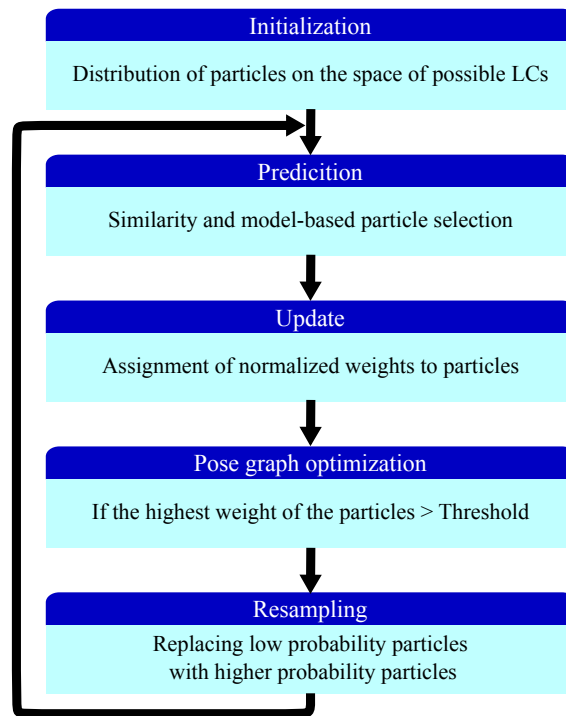 Initialization
Distribution of particles on the space of possible LCs
Predicition
Similarity and model-based particle selection
Update
Assignment of normalized weights to particles
Pose graph optimization
If the highest weight of the particles > Threshold
Resampling
Replacing low probability particles
with higher probability particles